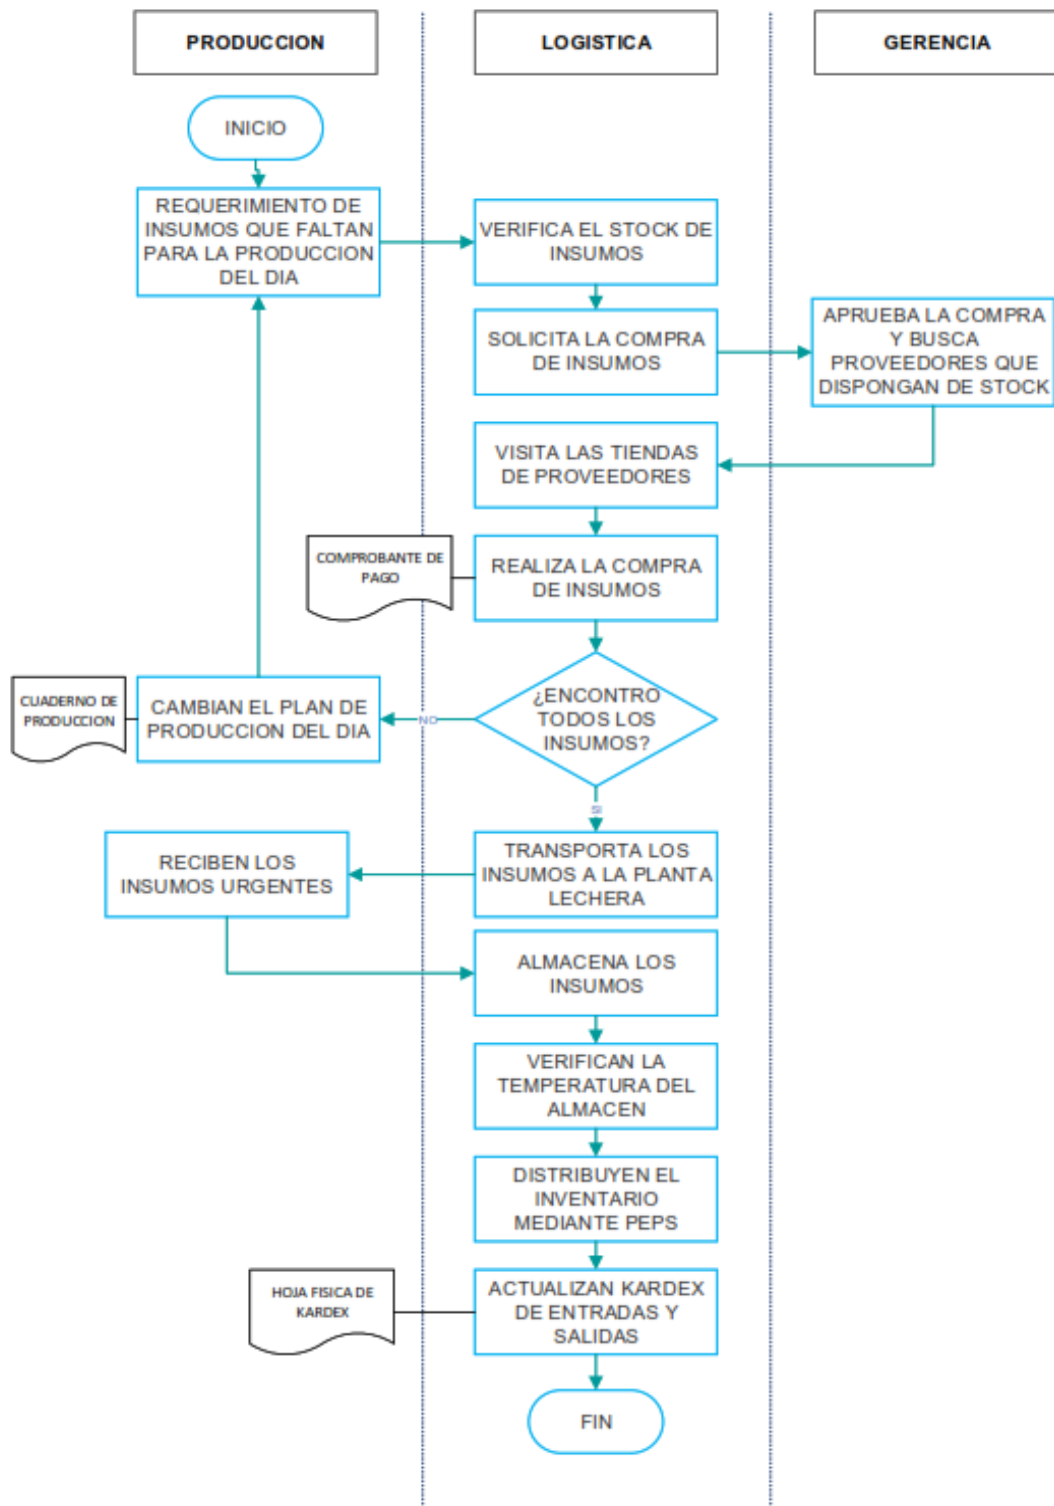 PRODUCCION
LOGISTICA
GERENCIA
INICIO
REQUERIMIENTO DE
INSUMOS QUE FALTAN
PARA LA PRODUCCION
DEL DIA
VERIFICA EL STOCK DE
INSUMOS
SOLICITA LA COMPRA
DE INSUMOS
APRUEBA LA COMPRA
Y BUSCA
PROVEEDORES QUE
DISPONGAN DE STOCK
VISITA LAS TIENDAS
DE PROVEEDORES
COMPROBANTE DE
PAGO
REALIZA LA COMPRA
DE INSUMOS
¿ENCONTRO
TODOS LOS
INSUMOS?
NO
CUADERNO DE
PRODUCCION
CAMBIAN EL PLAN DE
PRODUCCION DEL DIA
SI
TRANSPORTA LOS
INSUMOS A LA PLANTA
LECHERA
RECIBEN LOS
INSUMOS URGENTES
ALMACENA LOS
INSUMOS
VERIFICAN LA
TEMPERATURA DEL
ALMACEN
DISTRIBUYEN EL
INVENTARIO
MEDIANTE PEPS
HOJA FISICA DE
KARDEX
ACTUALIZAN KARDEX
DE ENTRADAS Y
SALIDAS
FIN